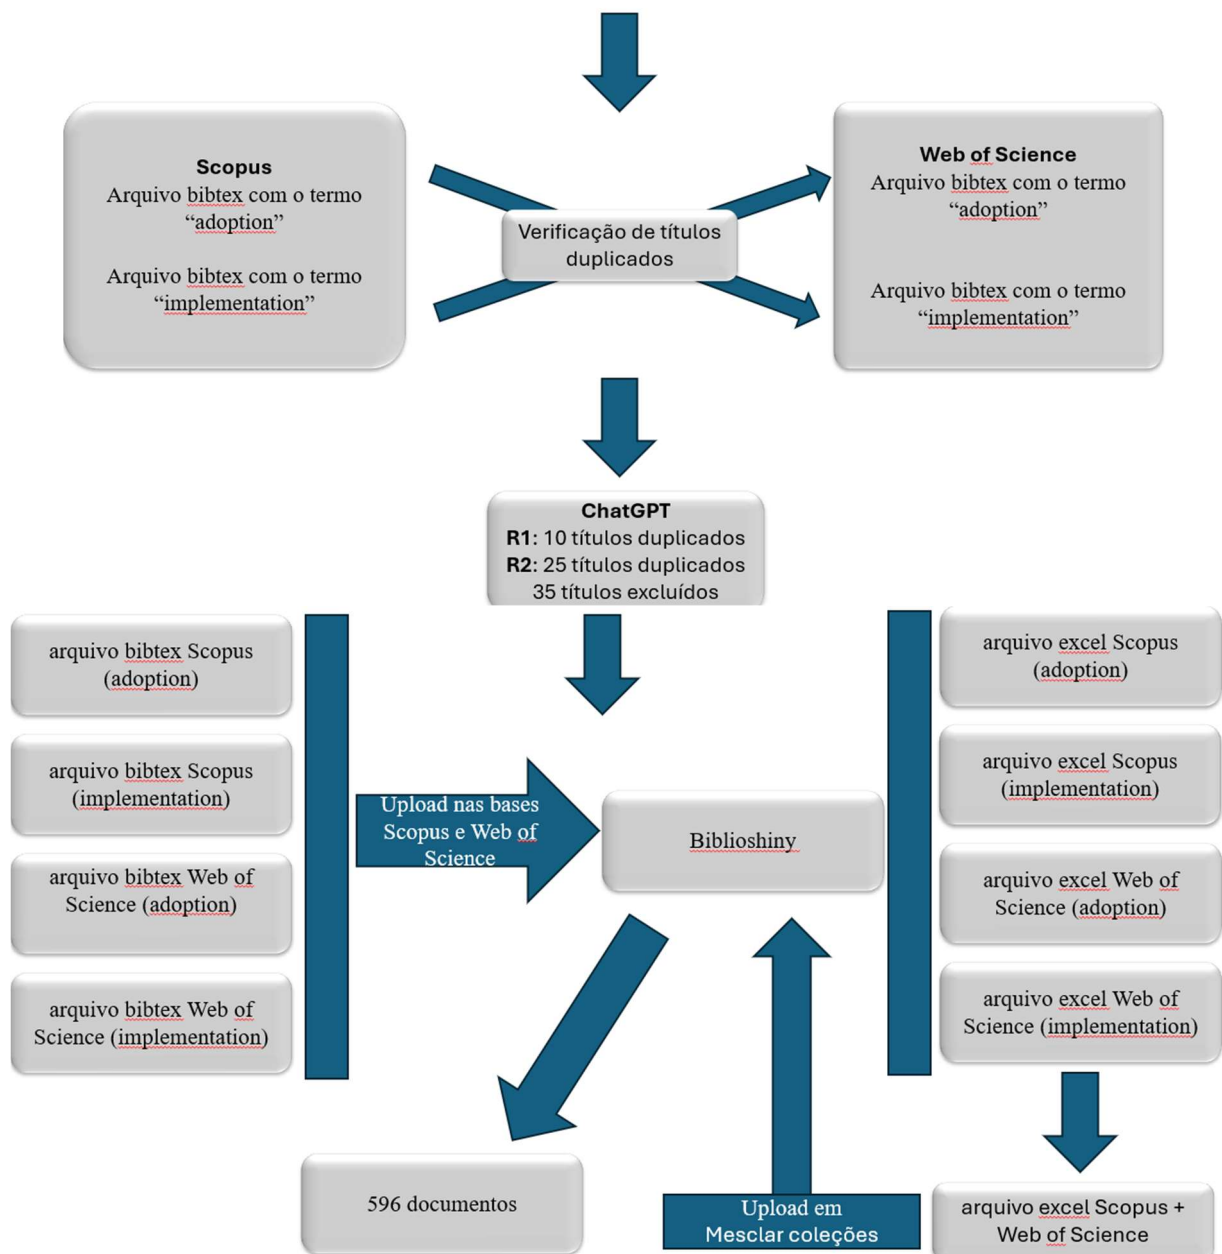 Scopus
Arquivo bibtex com o termo
“adoption”
Arquivo bibtex com o termo
“implementation”
Verificação de títulos
duplicados
Web of Science
Arquivo bibtex com o termo
“adoption”
Arquivo bibtex com o termo
“implementation”
ChatGPT
R1: 10 títulos duplicados
R2: 25 títulos duplicados
35 títulos excluídos
arquivo bibtex Scopus
(adoption)
arquivo bibtex Scopus
(implementation)
arquivo bibtex Web of
Science (adoption)
arquivo bibtex Web of
Science (implementation)
Upload nas bases
Scopus e Web of
Science
Biblioshiny
arquivo excel Scopus
(adoption)
arquivo excel Scopus
(implementation)
arquivo excel Web of
Science (adoption)
arquivo excel Web of
Science (implementation)
596 documentos
Upload em
Mesclar coleções
arquivo excel Scopus +
Web of Science